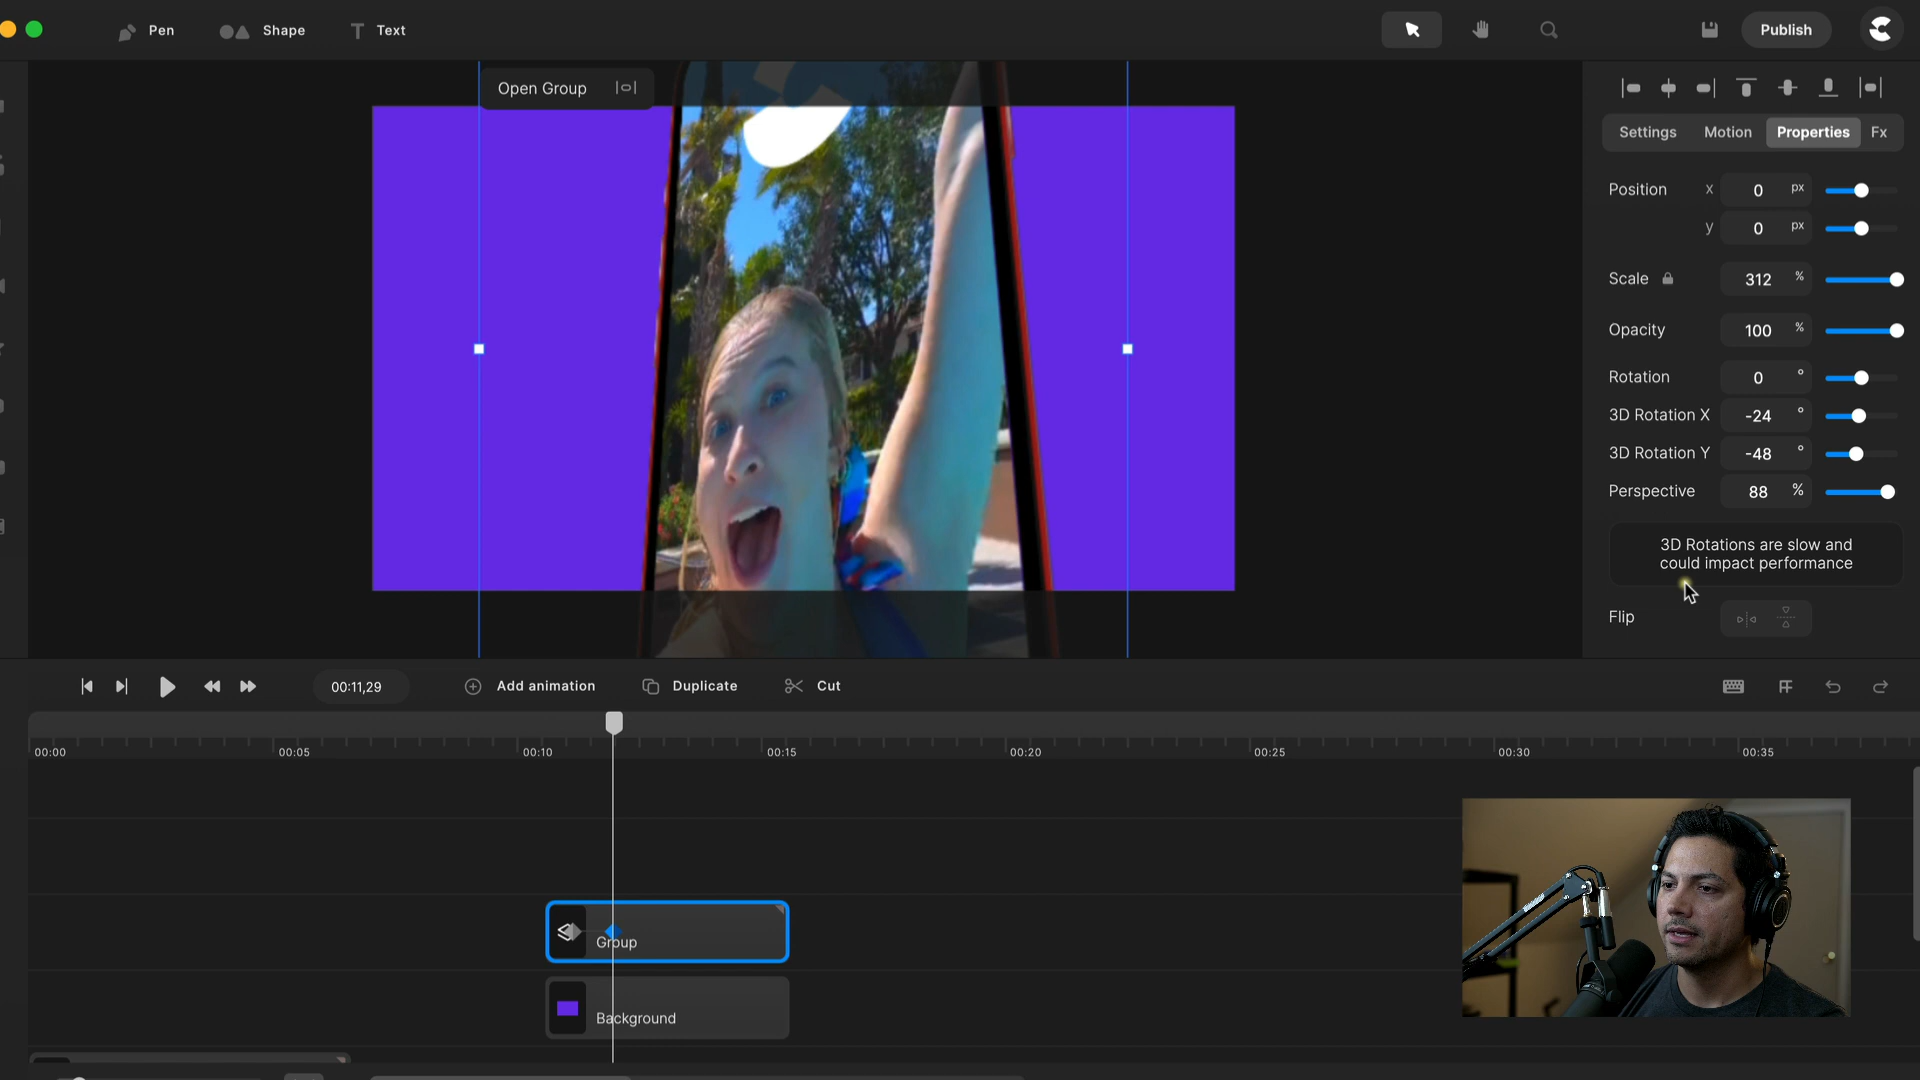 Pen
Shape
Text
Publish
Open Group
Settings
Motion
Properties
Fx
Position x 0 px
y 0 px
Scale 312 %
Opacity 100 %
Rotation 0 °
3D Rotation X -24 °
3D Rotation Y -48 °
Perspective 88 %
3D Rotations are slow and
could impact performance
Flip
00:11,29
Add animation
Duplicate
Cut
00:00
00:05
00:10
00:15
00:20
00:25
00:30
00:35
Group
Background